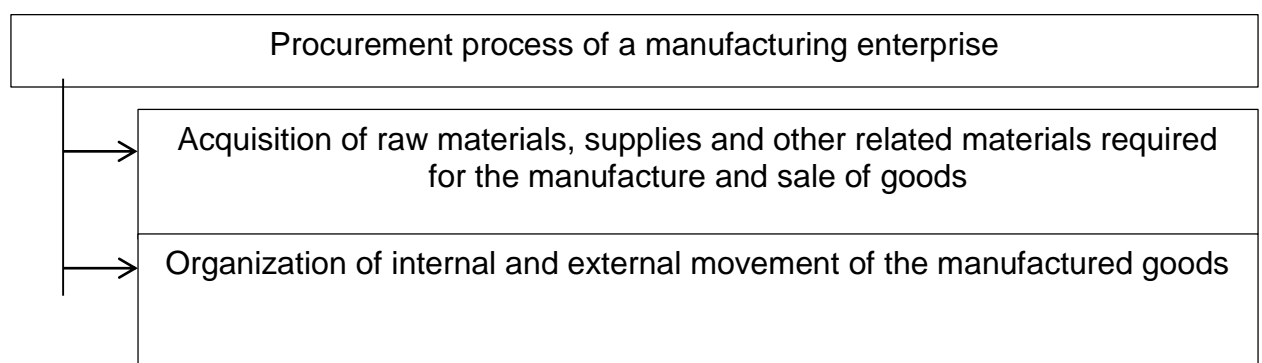 Procurement process of a manufacturing enterprise
Acquisition of raw materials, supplies and other related materials required
for the manufacture and sale of goods
Organization of internal and external movement of the manufactured goods